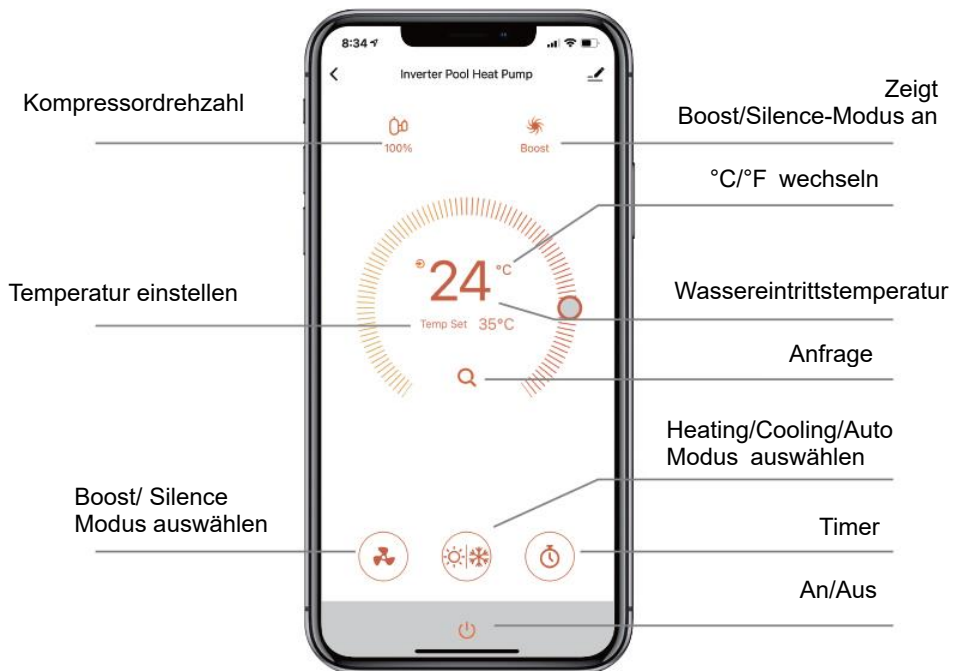 8:34
Inverter Pool Heat Pump
Kompressordrehzahl
Zeigt
Boost/Silence-Modus an
100%
Boost
°C/°F wechseln
24 °C
Temperatur einstellen
Wassereintrittstemperatur
Temp Set 35°C
Anfrage
Heating/Cooling/Auto
Modus auswählen
Boost/ Silence
Modus auswählen
Timer
An/Aus